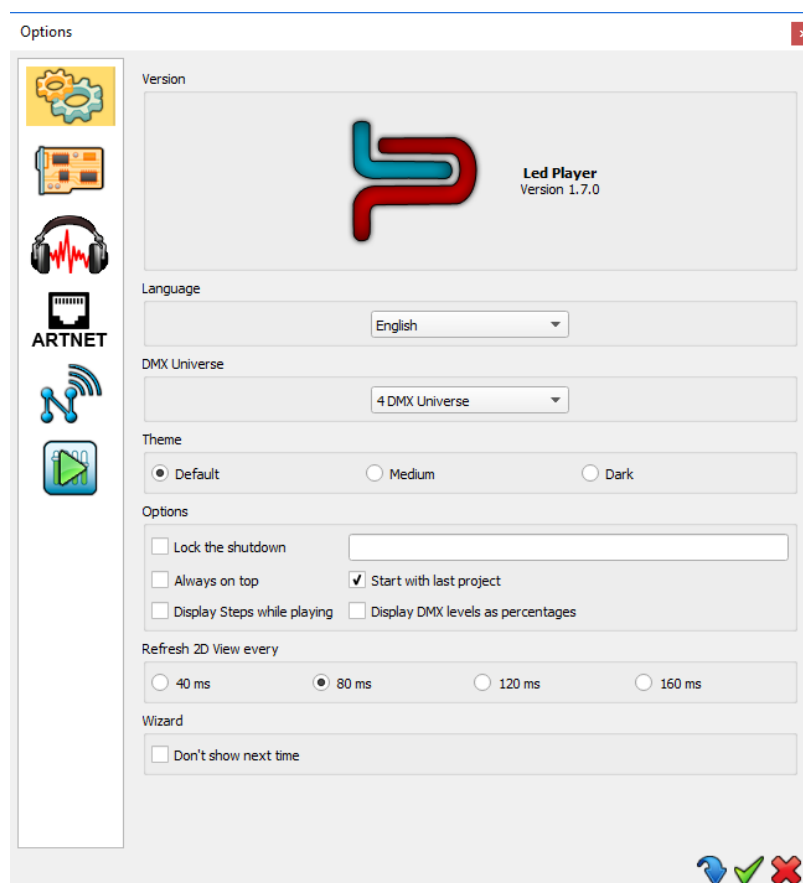 Options
Version
Led Player
Version 1.7.0
Language
English
ARTNET
DMX Universe
4 DMX Universe
Theme
Default Medium Dark
Options
Lock the shutdown
Always on top Start with last project
Display Steps while playing Display DMX levels as percentages
Refresh 2D View every
40 ms 80 ms 120 ms 160 ms
Wizard
Don't show next time